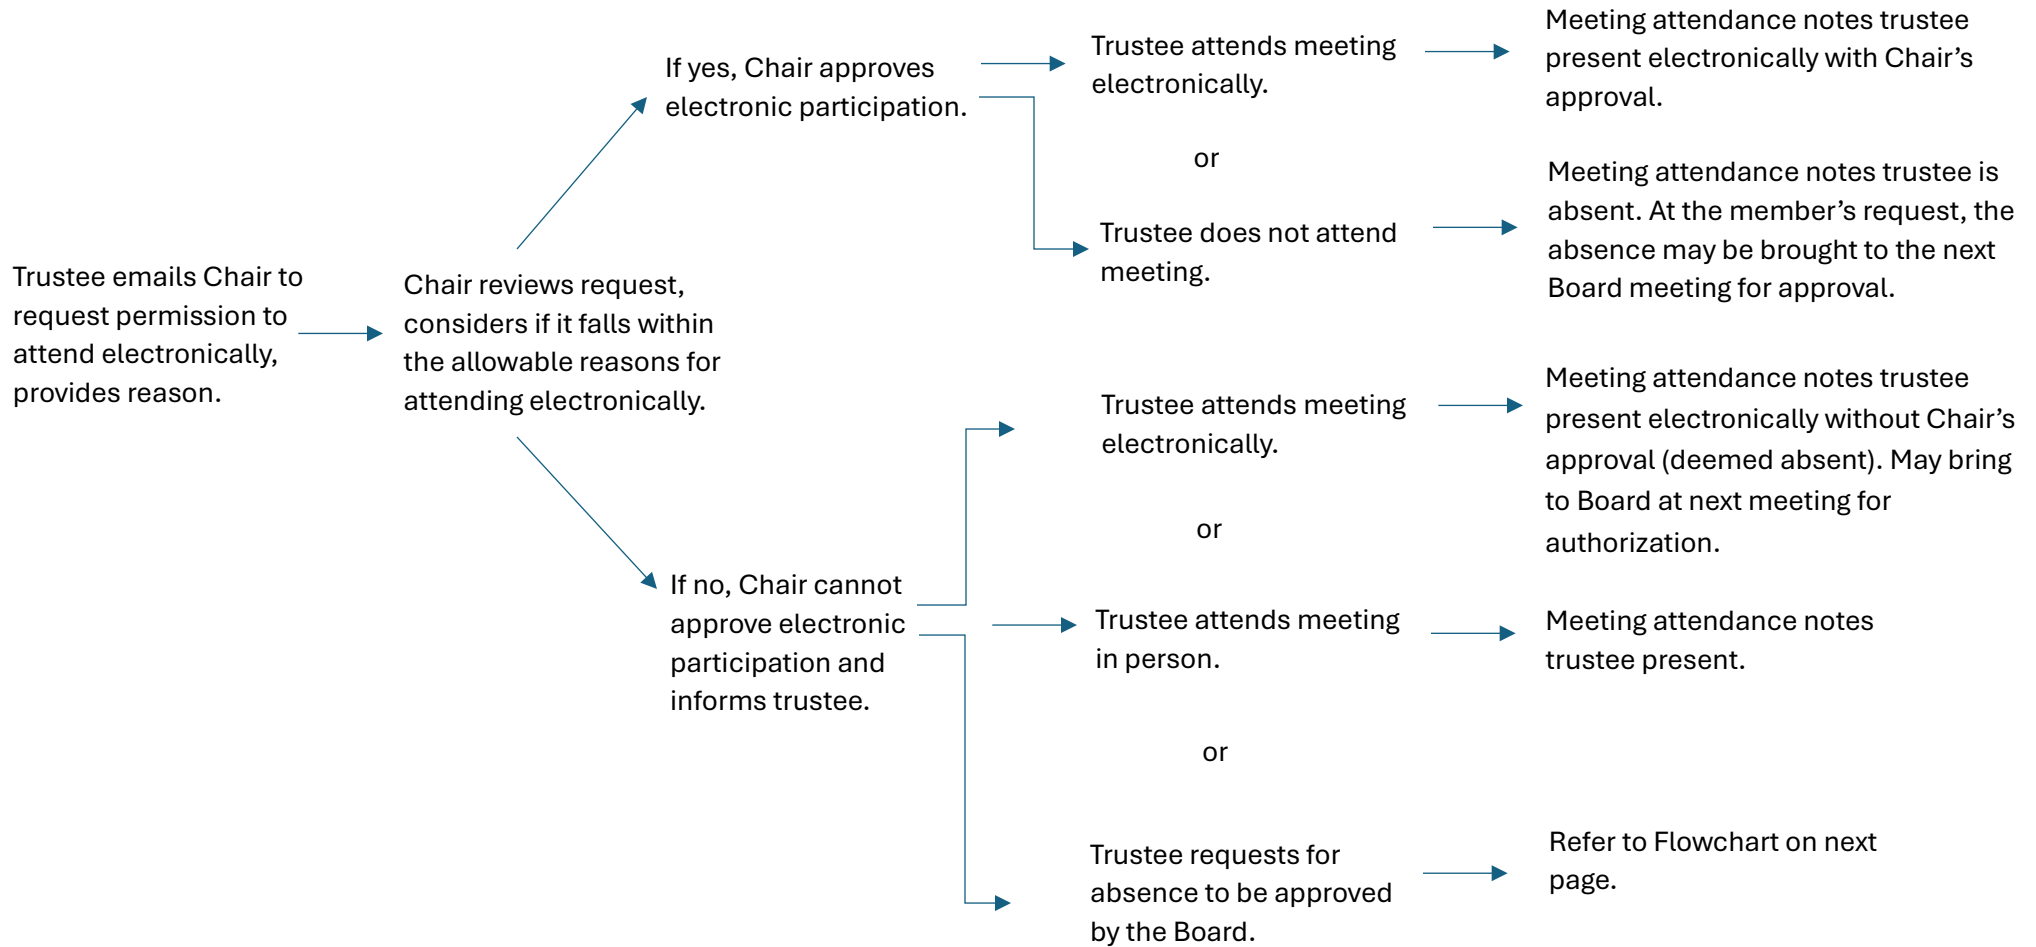 Trustee emails Chair to
request permission to
attend electronically,
provides reason.
Chair reviews request,
considers if it falls within
the allowable reasons for
attending electronically.
If yes, Chair approves
electronic participation.
Trustee attends meeting
electronically.
Meeting attendance notes trustee
present electronically with Chair’s
approval.
or
Trustee does not attend
meeting.
Meeting attendance notes trustee is
absent. At the member’s request, the
absence may be brought to the next
Board meeting for approval.
If no, Chair cannot
approve electronic
participation and
informs trustee.
Trustee attends meeting
electronically.
Meeting attendance notes trustee
present electronically without Chair’s
approval (deemed absent). May bring
to Board at next meeting for
authorization.
or
Trustee attends meeting
in person.
Meeting attendance notes
trustee present.
or
Trustee requests for
absence to be approved
by the Board.
Refer to Flowchart on next
page.